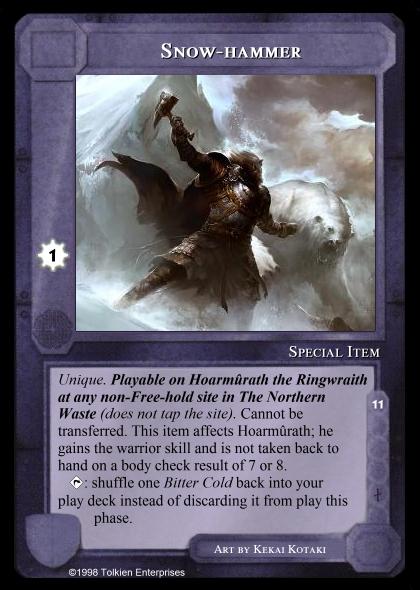 SNOW-HAMMER
1
SPECIAL ITEM
Unique. Playable on Hoarmûrath the Ringwraith
at any non-Free-hold site in The Northern
Waste (does not tap the site). Cannot be
transferred. This item affects Hoarmûrath; he
gains the warrior skill and is not taken back to
hand on a body check result of 7 or 8.
: shuffle one Bitter Cold back into your
play deck instead of discarding it from play this
phase.
11
ART BY KEKAI KOTAKI
©1998 Tolkien Enterprises